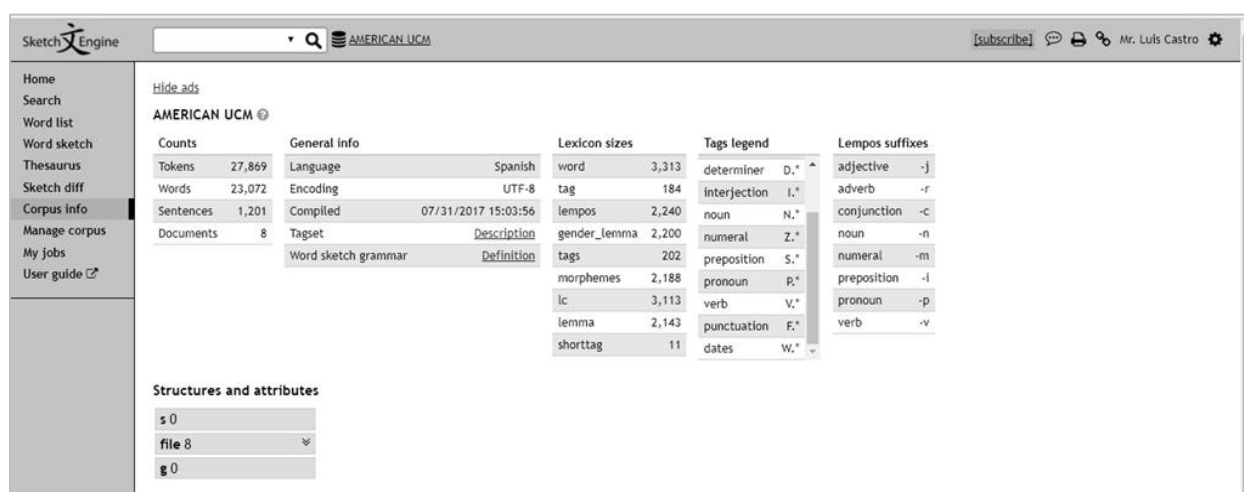 Sketch Engine
AMERICAN UCM
[subscribe] Mr. Luis Castro
Home
Search
Word list
Word sketch
Thesaurus
Sketch diff
Corpus info
Manage corpus
My jobs
User guide
Hide ads
AMERICAN UCM
Counts
Tokens 27,869
Words 23,072
Sentences 1,201
Documents 8
General info
Language Spanish
Encoding UTF-8
Compiled 07/31/2017 15:03:56
Tagset Description
Word sketch grammar Definition
Lexicon sizes
word 3,313
tag 184
lempos 2,240
gender_lemma 2,200
tags 202
morphemes 2,188
lc 3,113
lemma 2,143
shorttag 11
Tags legend
determiner D.*
interjection I.*
noun N.*
numeral Z.*
preposition S.*
pronoun P.*
verb V.*
punctuation F.*
dates W.*
Lempos suffixes
adjective -j
adverb -r
conjunction -c
noun -n
numeral -m
preposition -i
pronoun -p
verb -v
Structures and attributes
s 0
file 8
g 0